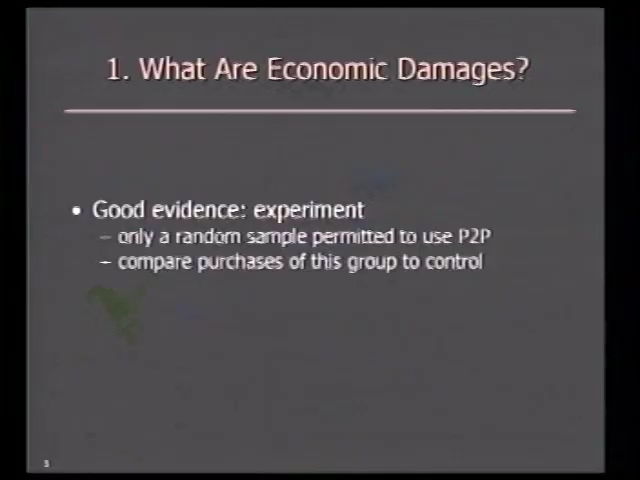 1. What Are Economic Damages?
• Good evidence: experiment
– only a random sample permitted to use P2P
– compare purchases of this group to control
3